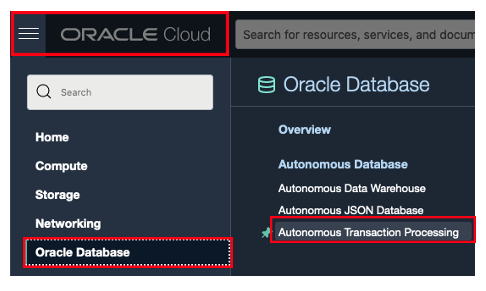 ORACLE Cloud
Search for resources, services, and docum
Search
Home
Compute
Storage
Networking
Oracle Database
Oracle Database
Overview
Autonomous Database
Autonomous Data Warehouse
Autonomous JSON Database
Autonomous Transaction Processing